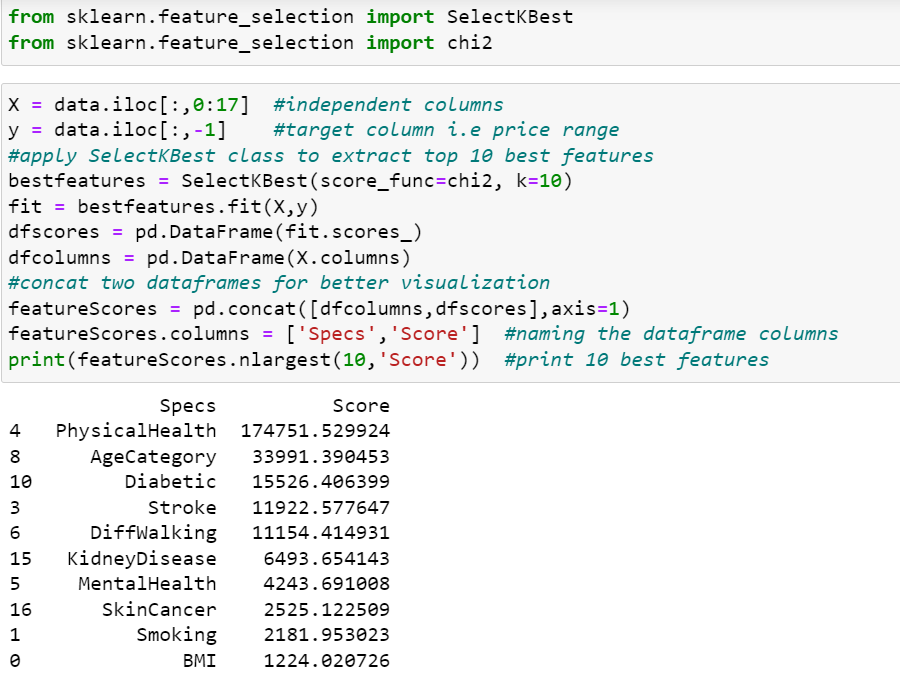 from sklearn.feature_selection import SelectKBest
from sklearn.feature_selection import chi2
X = data.iloc[:,0:17]  #independent columns
y = data.iloc[:,-1]    #target column i.e price range
#apply SelectKBest class to extract top 10 best features
bestfeatures = SelectKBest(score_func=chi2, k=10)
fit = bestfeatures.fit(X,y)
dfscores = pd.DataFrame(fit.scores_)
dfcolumns = pd.DataFrame(X.columns)
#concat two dataframes for better visualization
featureScores = pd.concat([dfcolumns,dfscores],axis=1)
featureScores.columns = ['Specs','Score']  #naming the dataframe columns
print(featureScores.nlargest(10,'Score'))  #print 10 best features
Specs Score
4 PhysicalHealth 174751.529924
8 AgeCategory 33991.390453
10 Diabetic 15526.406399
3 Stroke 11922.577647
6 DiffWalking 11154.414931
15 KidneyDisease 6493.654143
5 MentalHealth 4243.691008
16 SkinCancer 2525.122509
1 Smoking 2181.953023
0 BMI 1224.020726